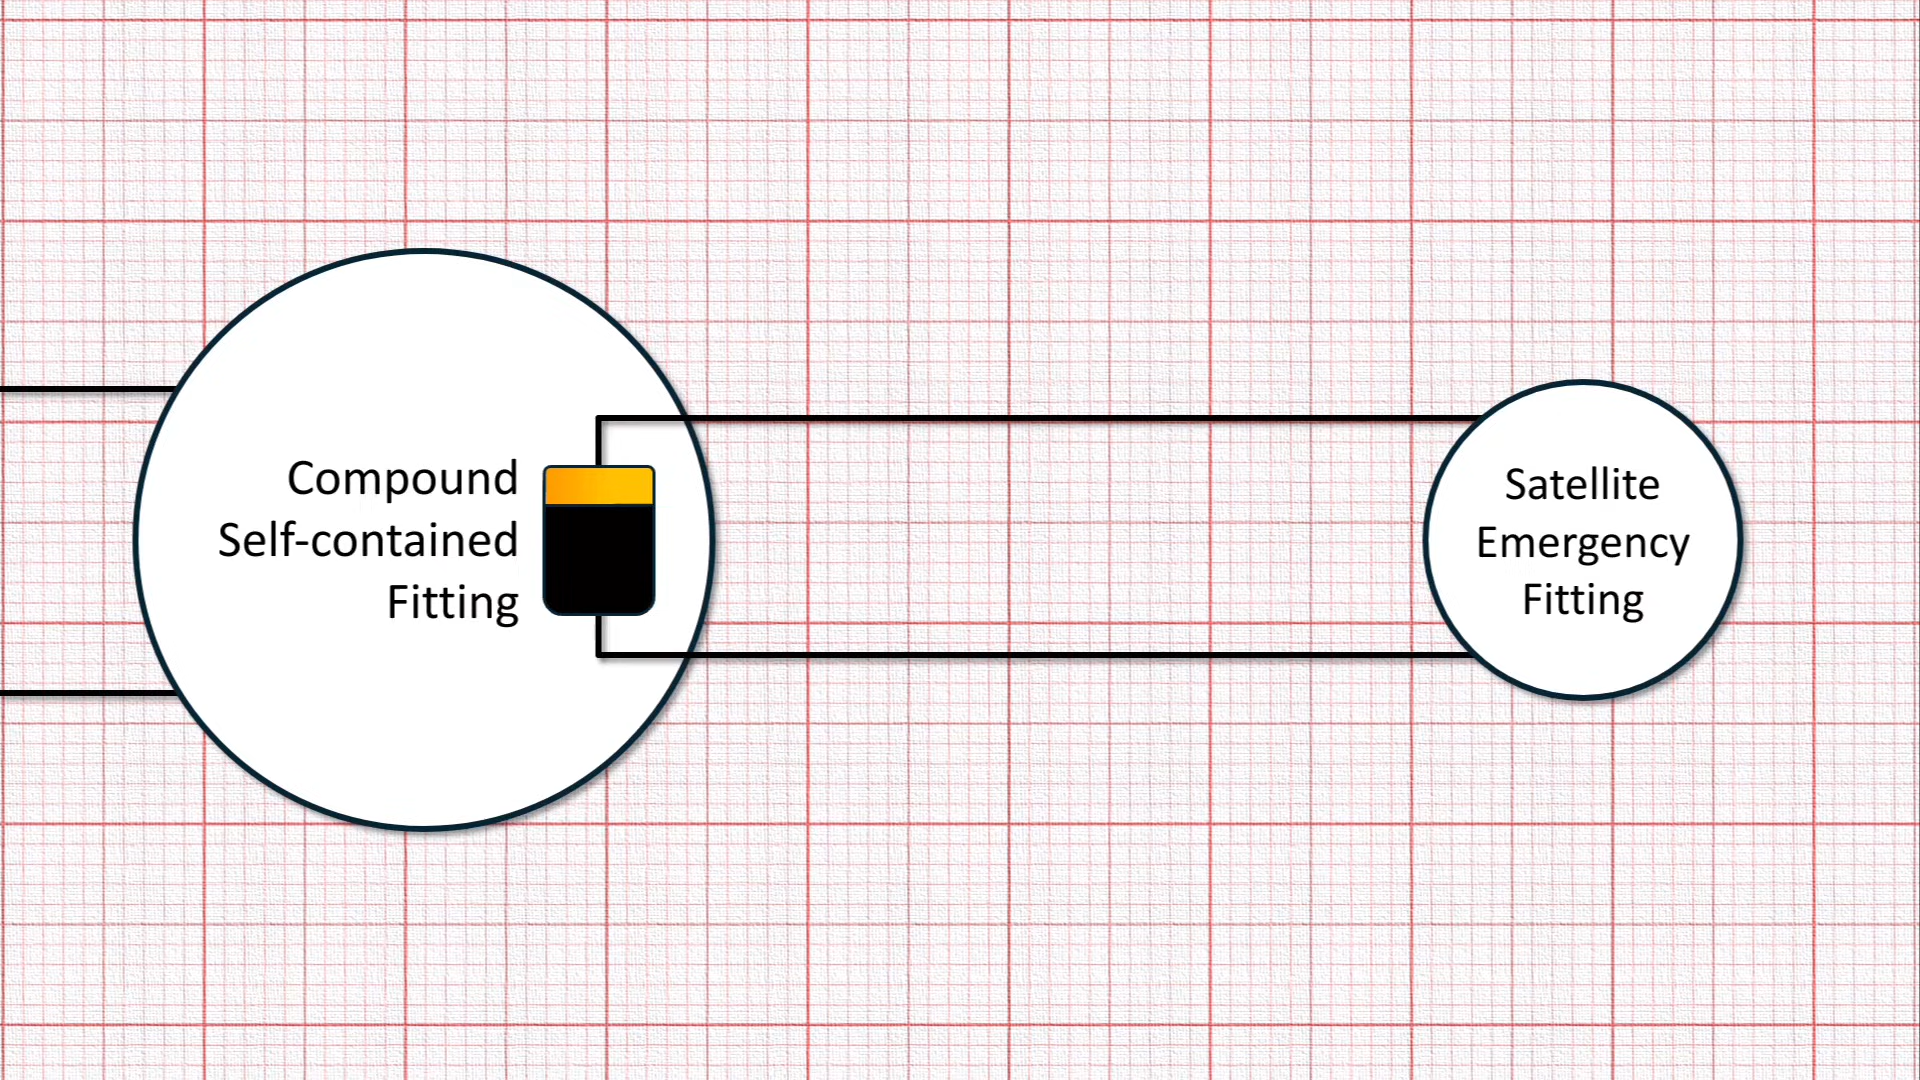 Compound
Self-contained
Fitting
Satellite
Emergency
Fitting